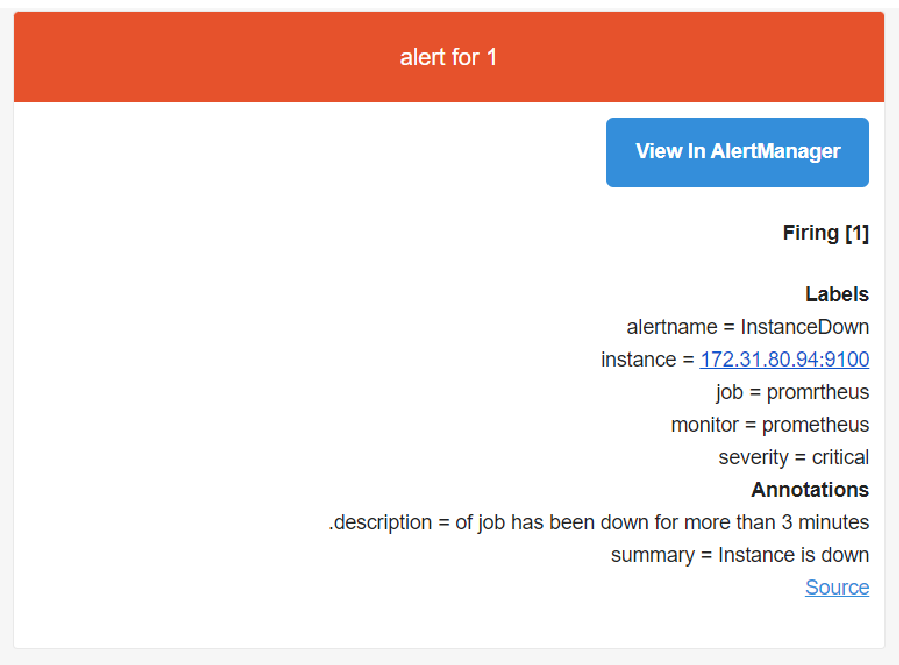 alert for 1
View In AlertManager
Firing [1]
Labels
alertname = InstanceDown
instance = 172.31.80.94:9100
job = promrtheus
monitor = prometheus
severity = critical
Annotations
.description = of job has been down for more than 3 minutes
summary = Instance is down
Source